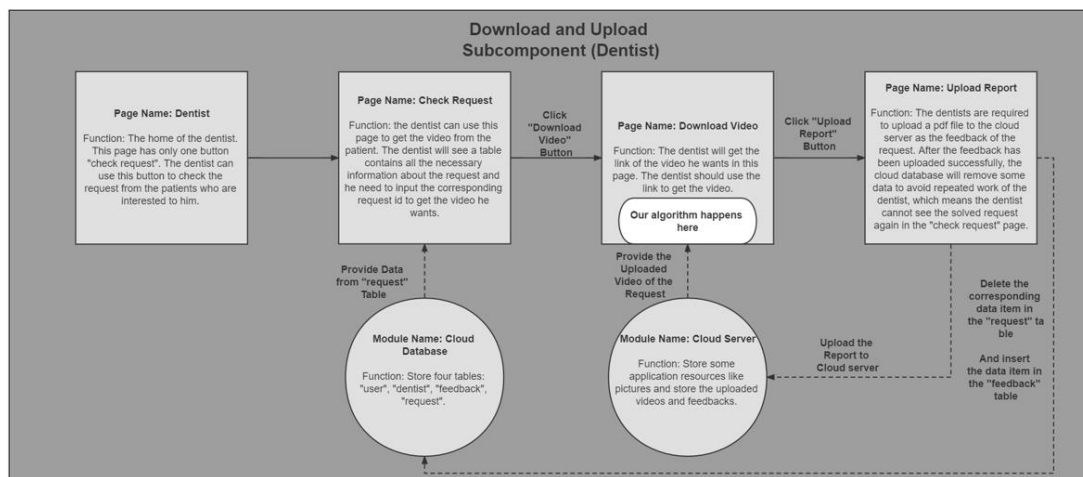 Download and Upload
Subcomponent (Dentist)
Page Name: Dentist
Function: The home of the dentist.
This page has only one button
"check request". The dentist can
use this button to check the
request from the patients who are
interested to him.
Page Name: Check Request
Function: the dentist can use this
page to get the video from the
patient. The dentist will see a table
contains all the necessary
information about the request and
he need to input the corresponding
request id to get the video he
wants.
Click
"Download
Video"
Button
Page Name: Download Video
Function: The dentist will get the
link of the video he wants in this
page. The dentist should use the
link to get the video.
Our algorithm happens
here
Click "Upload
Report"
Button
Page Name: Upload Report
Function: The dentists are required
to upload a pdf file to the cloud
server as the feedback of the
request. After the feedback has
been uploaded successfully, the
cloud database will remove some
data to avoid repeated work of the
dentist, which means the dentist
cannot see the solved request
again in the "check request" page.
Provide Data
from "request"
Table
Provide the
Uploaded
Video of the
Request
Module Name: Cloud
Database
Function: Store four tables:
"user", "dentist", "feedback",
"request".
Module Name: Cloud Server
Function: Store some
application resources like
pictures and store the uploaded
videos and feedbacks.
Upload the
Report to
Cloud server
Delete the
corresponding
data item in
the "request" ta
ble
And insert
the data item in
the "feedback"
table